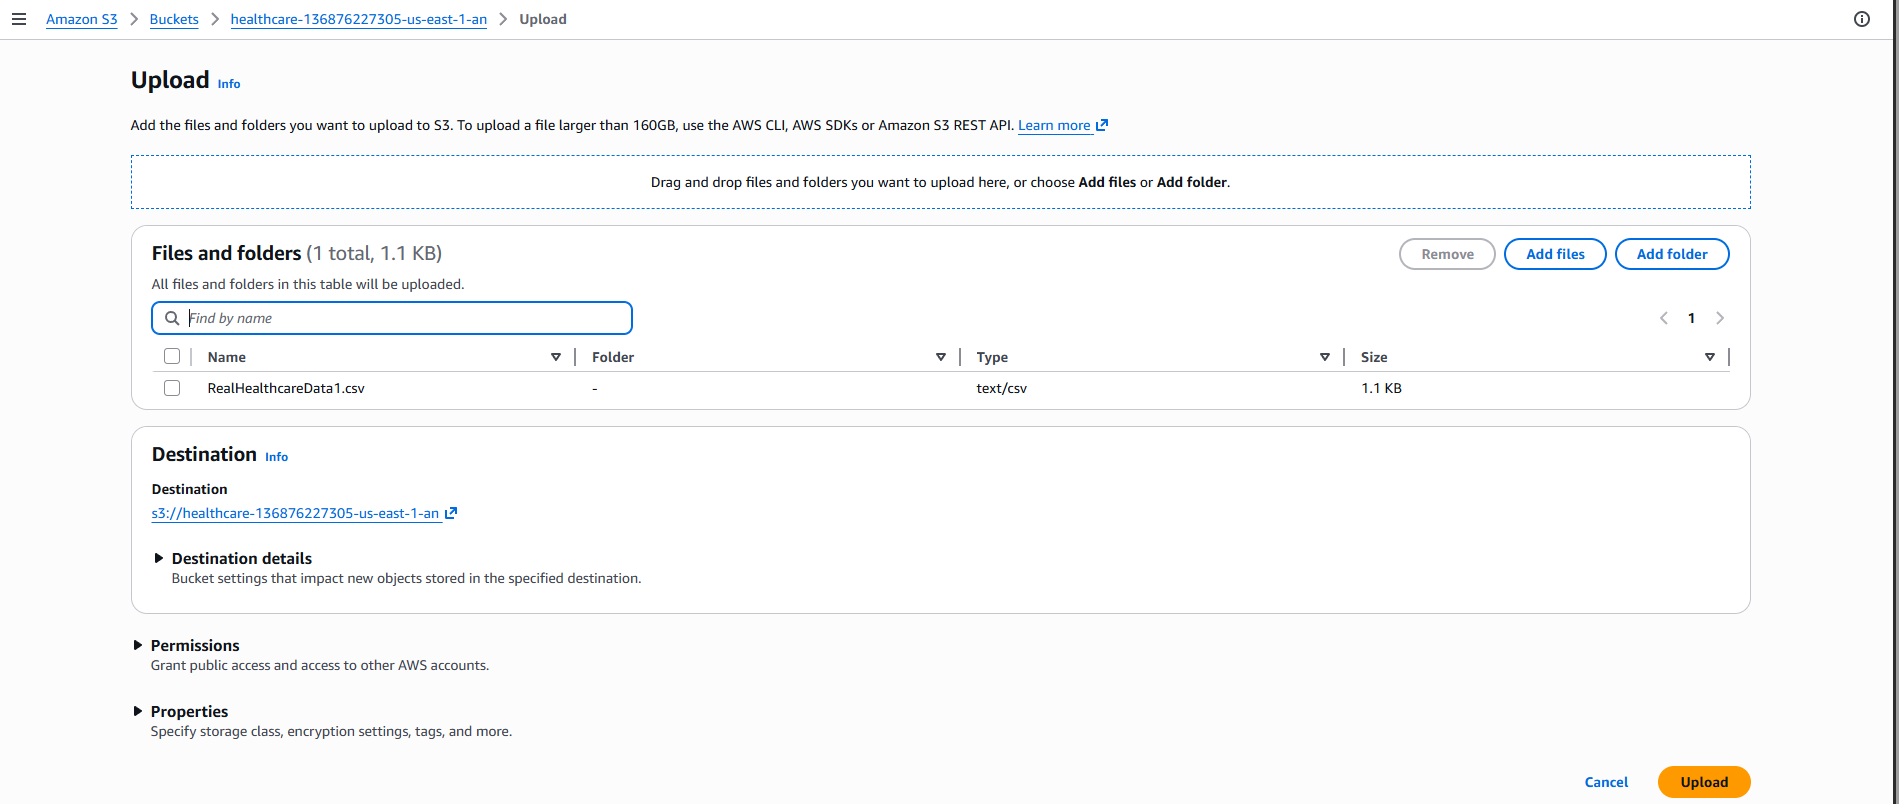 Amazon S3 > Buckets > healthcare-136876227305-us-east-1-an > Upload
Upload Info
Add the files and folders you want to upload to S3. To upload a file larger than 160GB, use the AWS CLI, AWS SDKs or Amazon S3 REST API. Learn more
Drag and drop files and folders you want to upload here, or choose Add files or Add folder.
Files and folders (1 total, 1.1 KB) Remove Add files Add folder
All files and folders in this table will be uploaded.
Find by name 1
Name Folder Type Size
RealHealthcareData1.csv - text/csv 1.1 KB
Destination Info
Destination
s3://healthcare-136876227305-us-east-1-an
Destination details
Bucket settings that impact new objects stored in the specified destination.
Permissions
Grant public access and access to other AWS accounts.
Properties
Specify storage class, encryption settings, tags, and more.
Cancel Upload